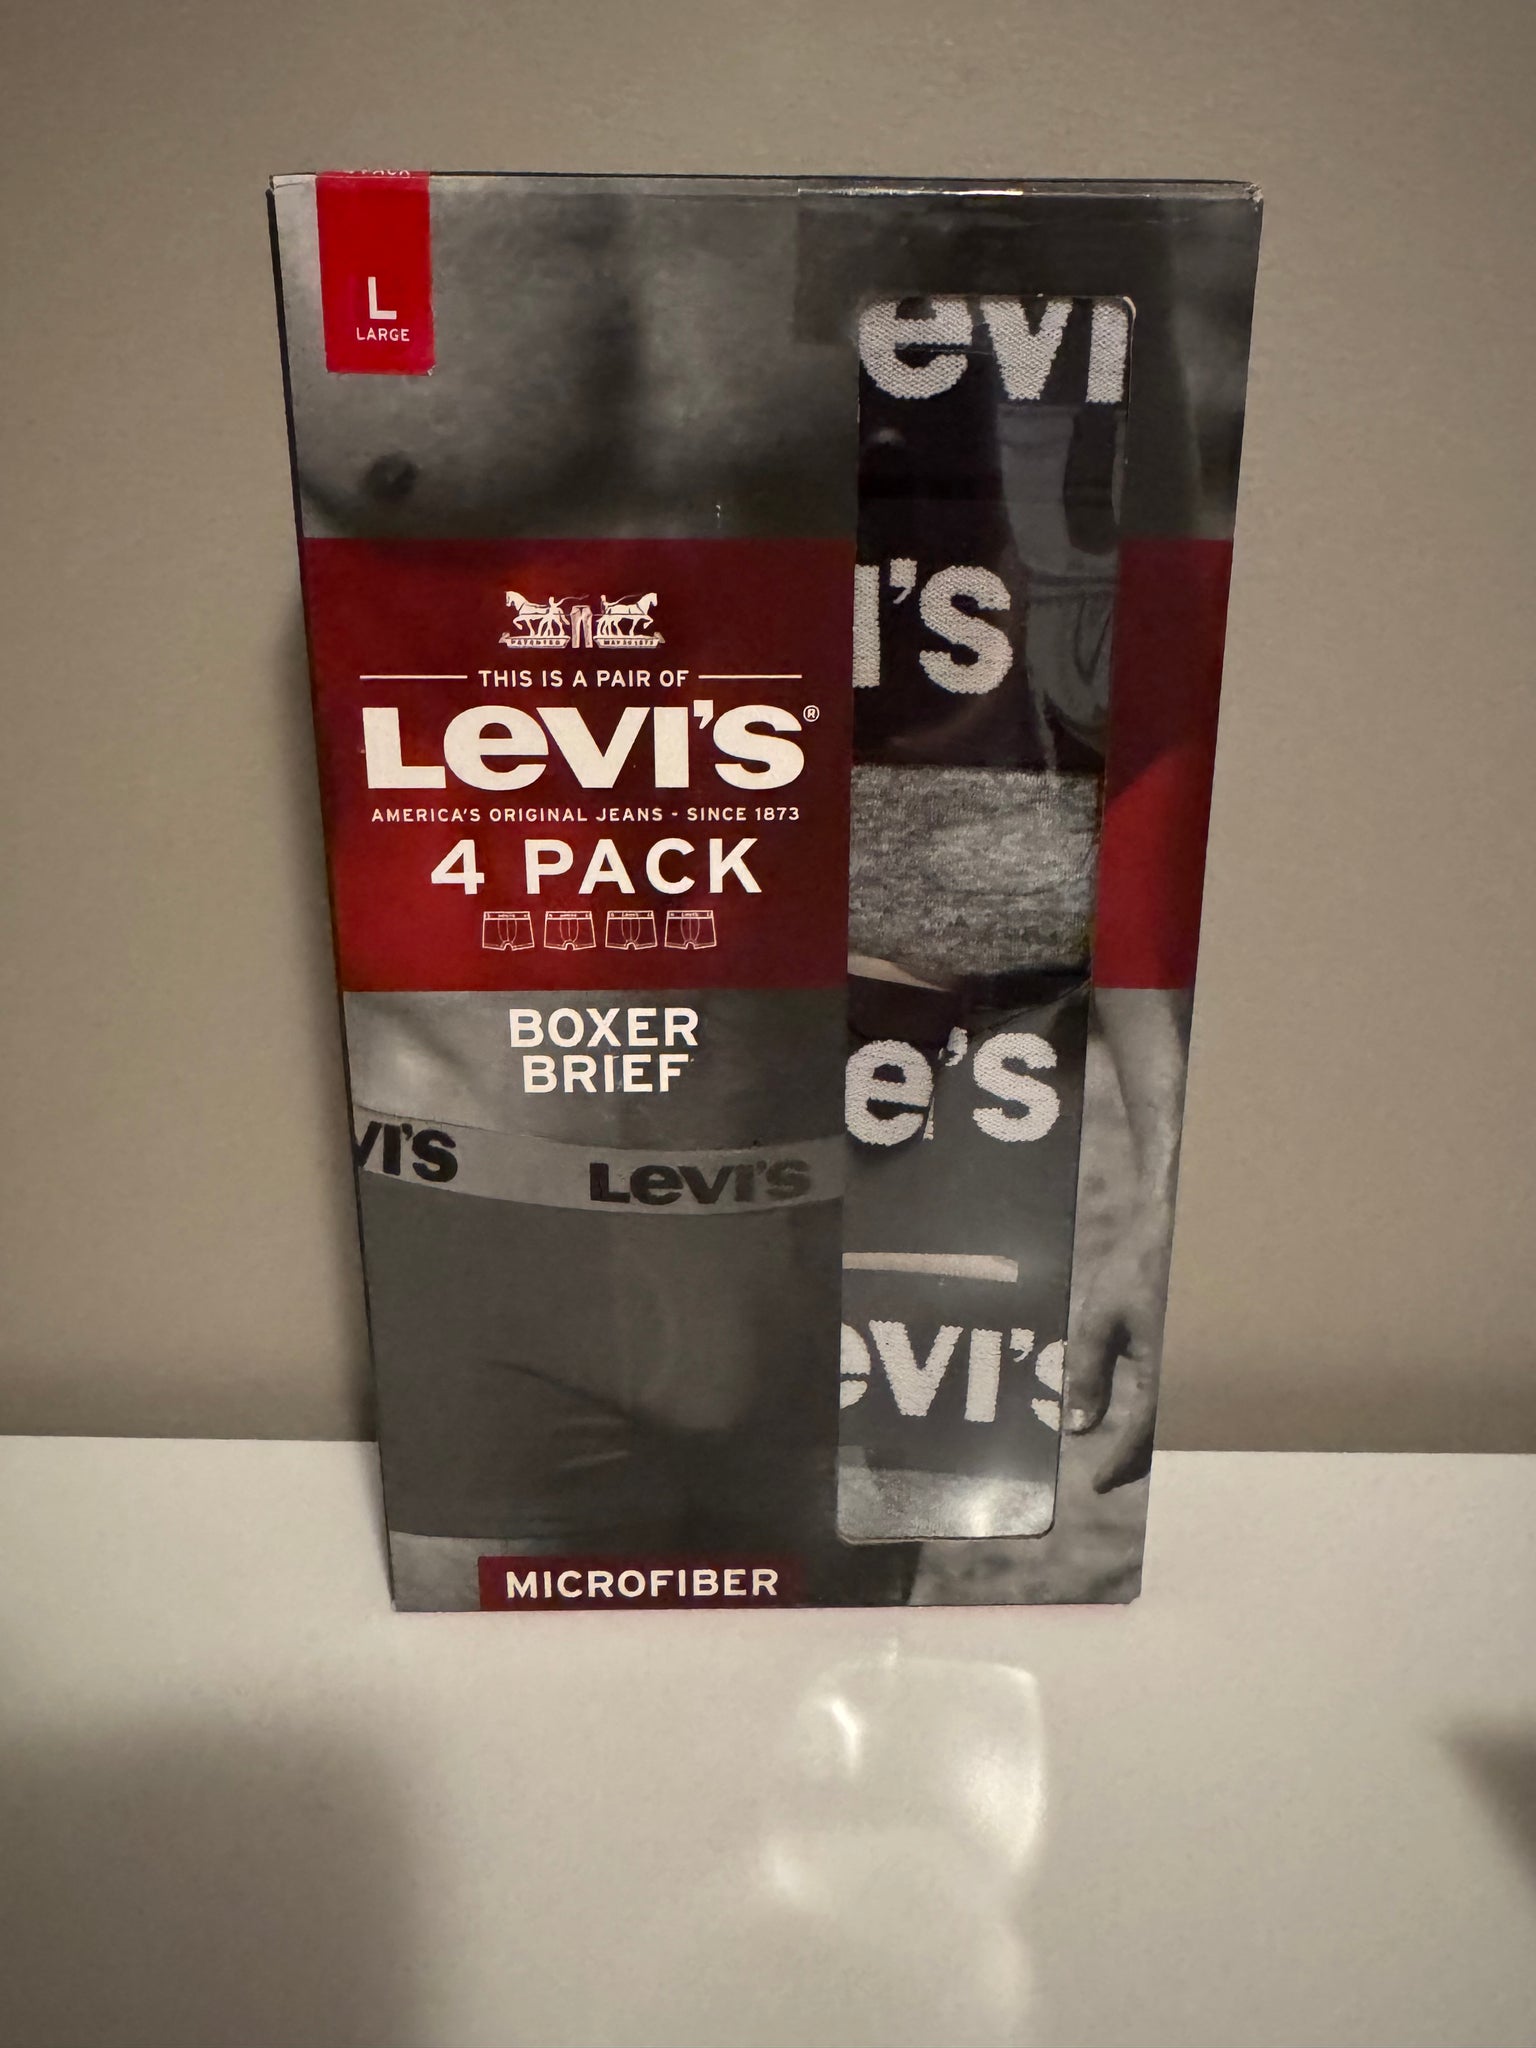 PACK
L
LARGE
THIS IS A PAIR OF
LEVI'S®
AMERICA'S ORIGINAL JEANS - SINCE 1873
4 PACK
BOXER
BRIEF
VI'S
LEVI'S
MICROFIBER
evi
I'S
e'S
eVI'S